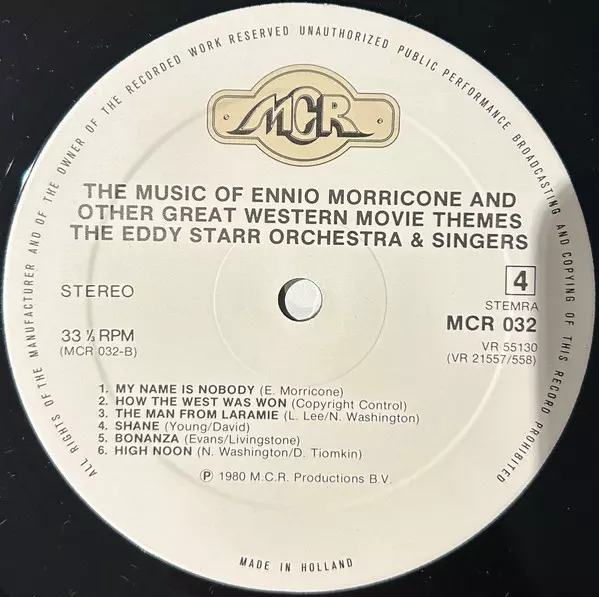 ALL RIGHTS OF THE MANUFACTURER AND OF THE OWNER OF THE RECORDED WORK RESERVED UNAUTHORIZED PUBLIC PERFORMANCE BROADCASTING AND COPYING OF THIS RECORD PROHIBITED
MCR
THE MUSIC OF ENNIO MORRICONE AND
OTHER GREAT WESTERN MOVIE THEMES
THE EDDY STARR ORCHESTRA & SINGERS
STEREO
4
STEMRA
MCR 032
33 ⅓ RPM
(MCR 032-B)
VR 55130
(VR 21557/558)
1. MY NAME IS NOBODY (E. Morricone)
2. HOW THE WEST WAS WON (Copyright Control)
3. THE MAN FROM LARAMIE (L. Lee/N. Washington)
4. SHANE (Young/David)
5. BONANZA (Evans/Livingstone)
6. HIGH NOON (N. Washington/D. Tiomkin)
℗ 1980 M.C.R. Productions B.V.
MADE IN HOLLAND